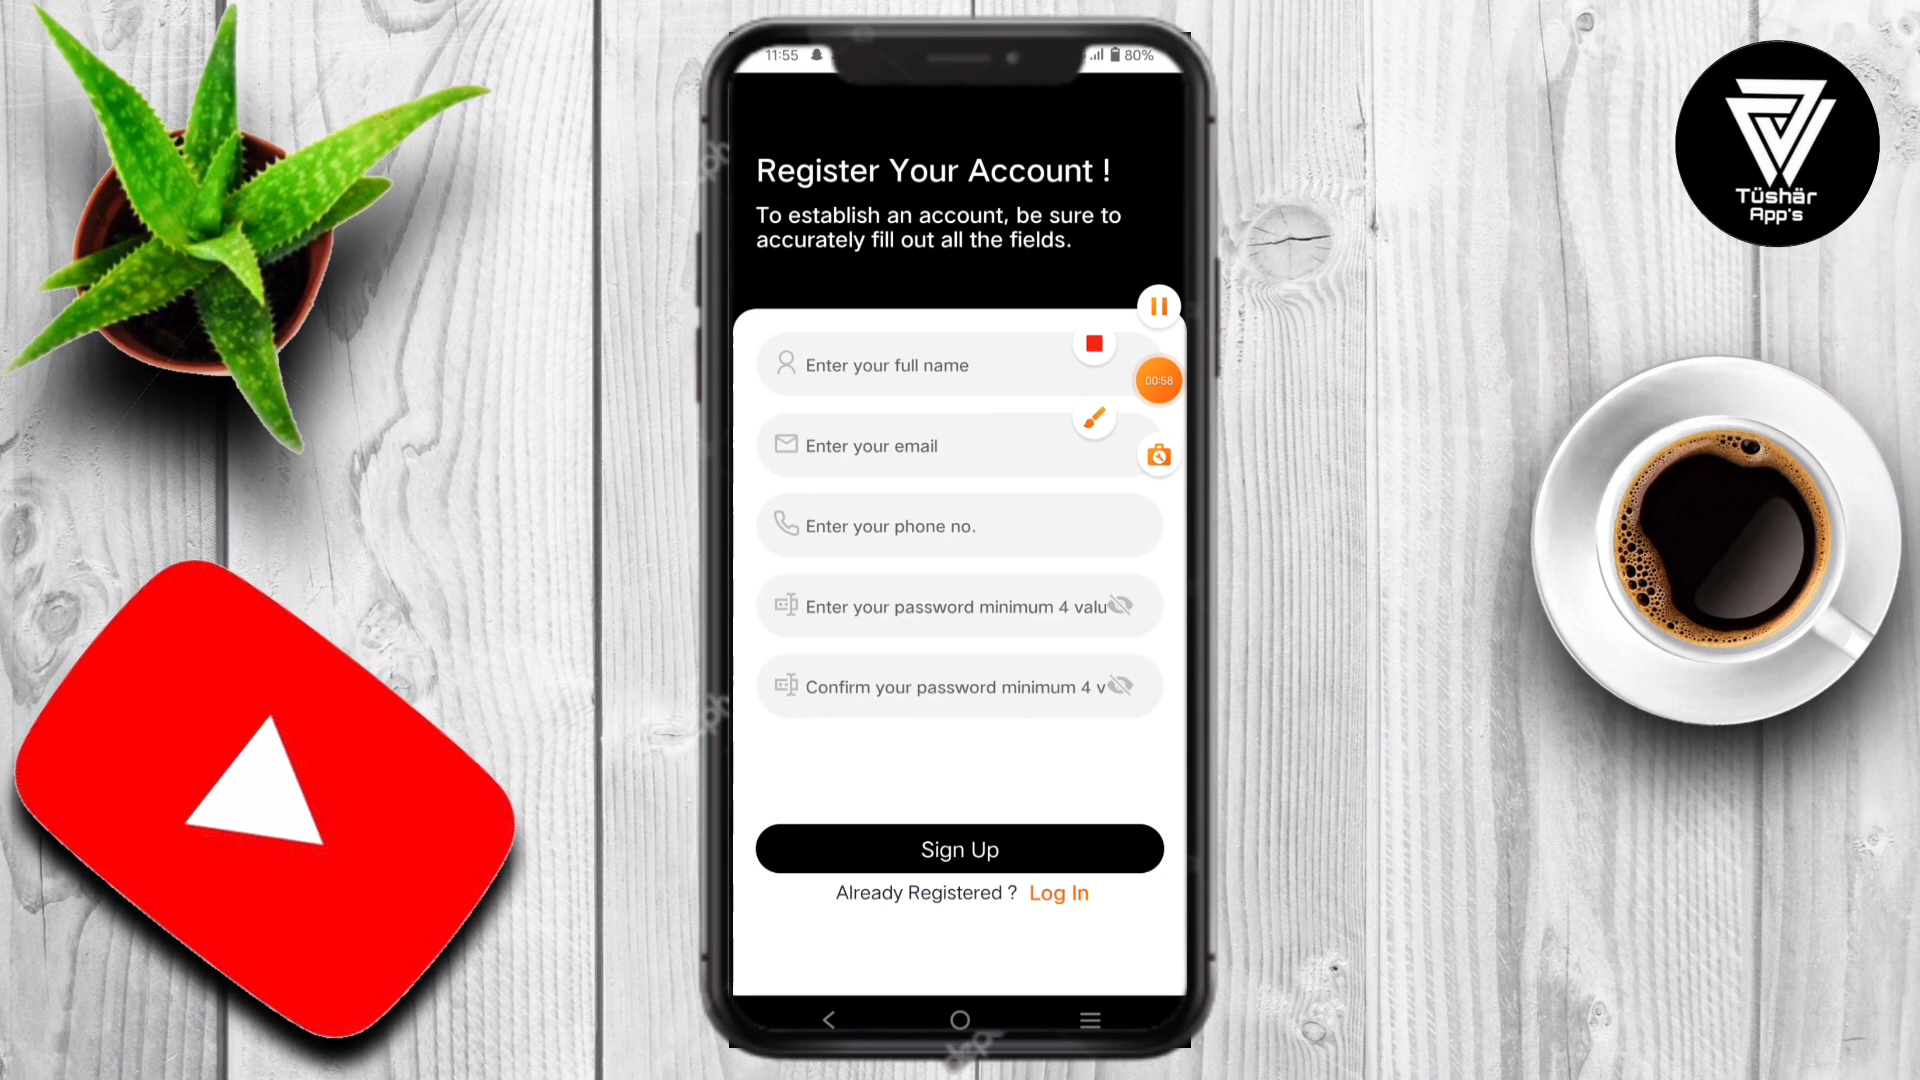 11:55
80%
Register Your Account !
To establish an account, be sure to
accurately fill out all the fields.
Enter your full name
00:58
Enter your email
Enter your phone no.
Enter your password minimum 4 valu
Confirm your password minimum 4 v
Sign Up
Already Registered ? Log In
Tüshär
App's